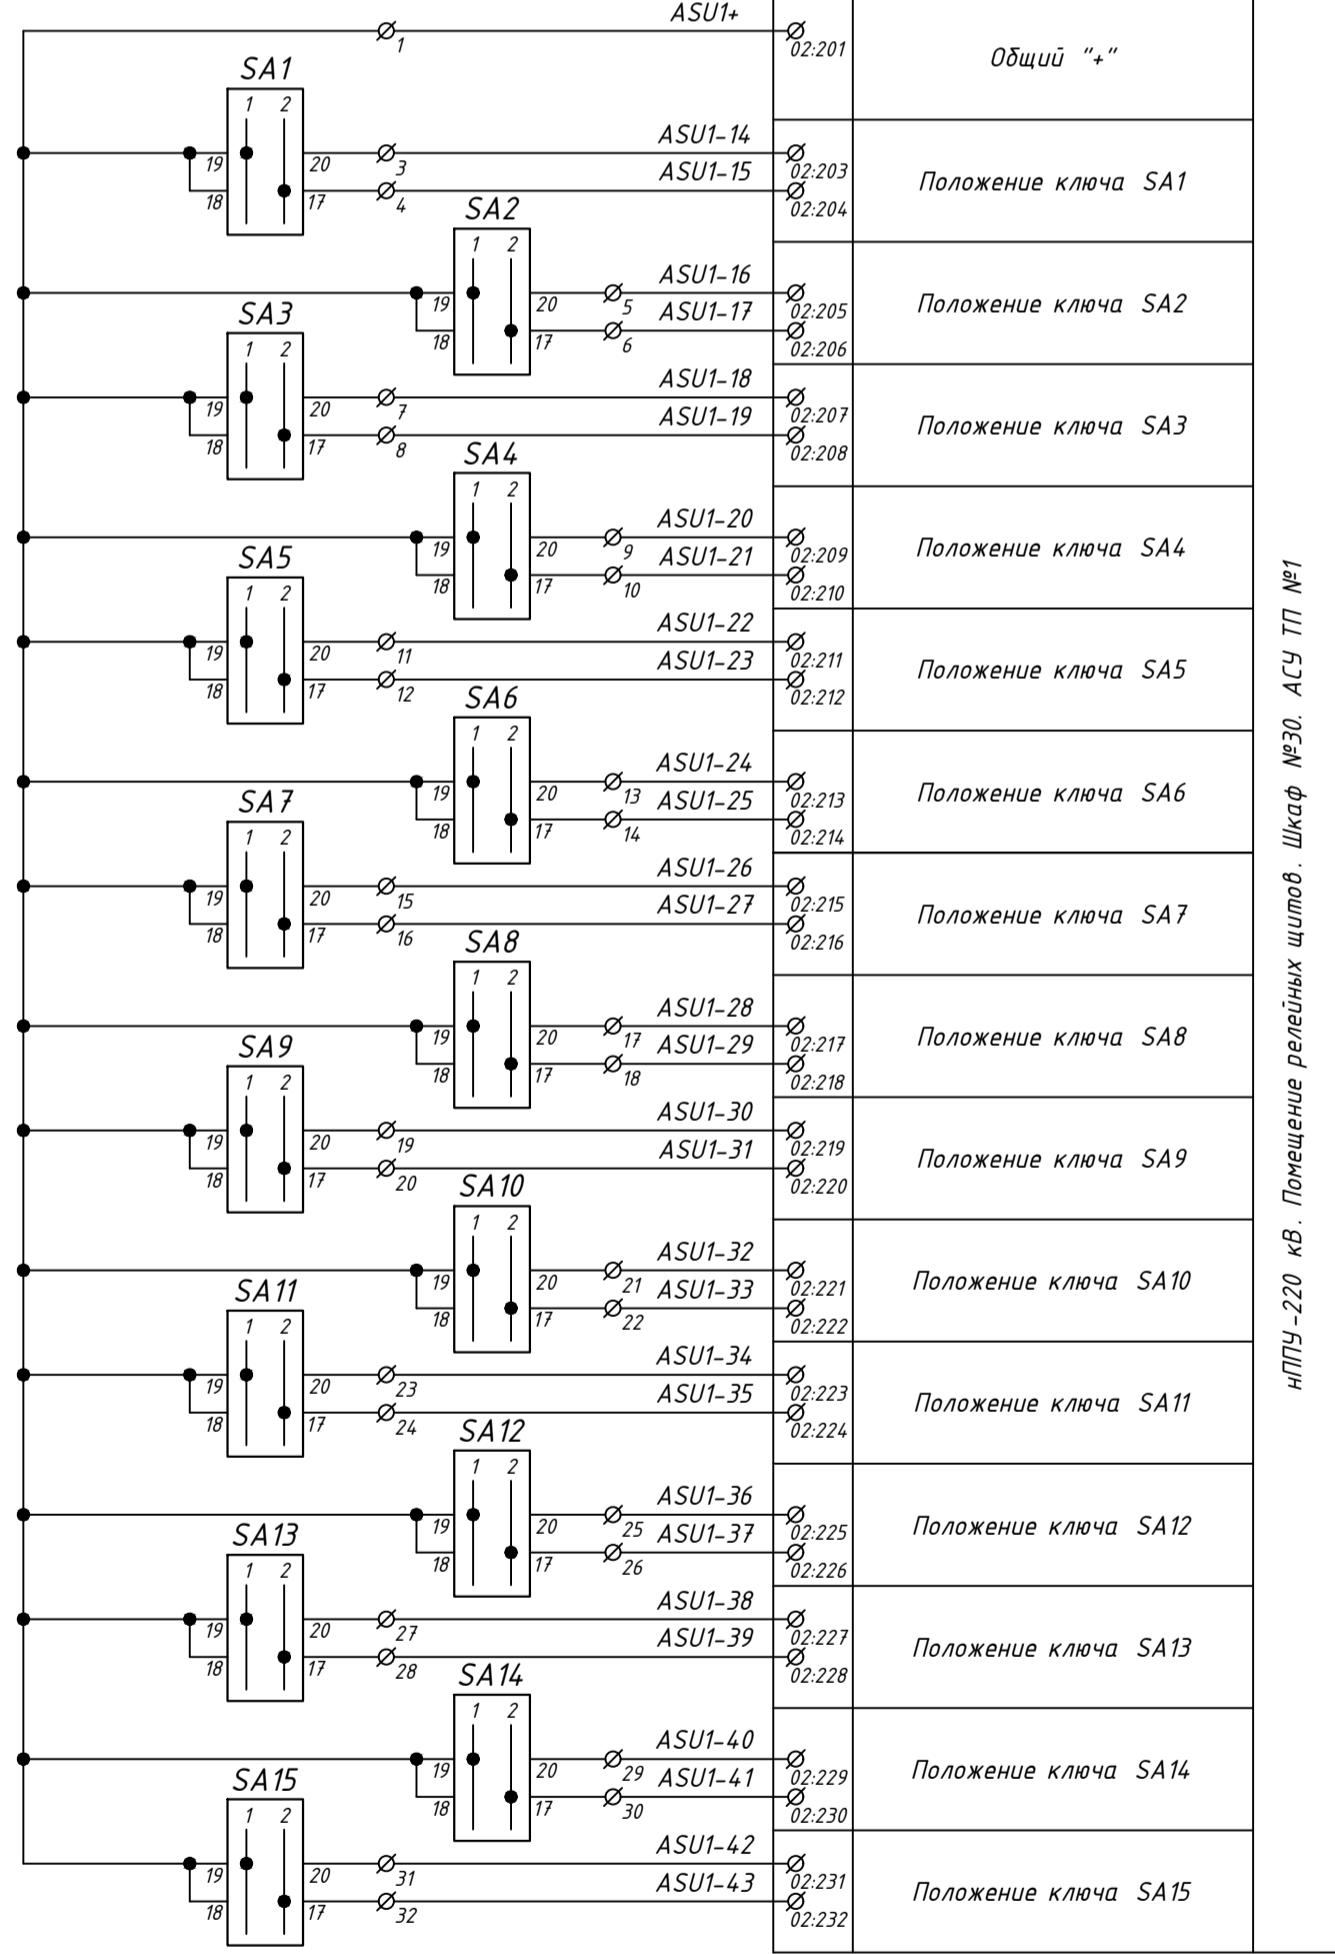 ASU1+
1
02:201
Общий "+"
SA1
1 2
ASU1-14
19 20 3 02:203
ASU1-15
18 17 4 02:204
Положение ключа SA1
SA2
1 2
ASU1-16
19 20 5 02:205
ASU1-17
18 17 6 02:206
Положение ключа SA2
SA3
1 2
ASU1-18
19 20 7 02:207
ASU1-19
18 17 8 02:208
Положение ключа SA3
SA4
1 2
ASU1-20
19 20 9 02:209
ASU1-21
18 17 10 02:210
Положение ключа SA4
SA5
1 2
ASU1-22
19 20 11 02:211
ASU1-23
18 17 12 02:212
Положение ключа SA5
SA6
1 2
ASU1-24
19 20 13 02:213
ASU1-25
18 17 14 02:214
Положение ключа SA6
SA7
1 2
ASU1-26
19 20 15 02:215
ASU1-27
18 17 16 02:216
Положение ключа SA7
SA8
1 2
ASU1-28
19 20 17 02:217
ASU1-29
18 17 18 02:218
Положение ключа SA8
SA9
1 2
ASU1-30
19 20 19 02:219
ASU1-31
18 17 20 02:220
Положение ключа SA9
SA10
1 2
ASU1-32
19 20 21 02:221
ASU1-33
18 17 22 02:222
Положение ключа SA10
SA11
1 2
ASU1-34
19 20 23 02:223
ASU1-35
18 17 24 02:224
Положение ключа SA11
SA12
1 2
ASU1-36
19 20 25 02:225
ASU1-37
18 17 26 02:226
Положение ключа SA12
SA13
1 2
ASU1-38
19 20 27 02:227
ASU1-39
18 17 28 02:228
Положение ключа SA13
SA14
1 2
ASU1-40
19 20 29 02:229
ASU1-41
18 17 30 02:230
Положение ключа SA14
SA15
1 2
ASU1-42
19 20 31 02:231
ASU1-43
18 17 32 02:232
Положение ключа SA15
нППУ-220 кВ. Помещение релейных щитов. Шкаф №30. АСУ ТП №1